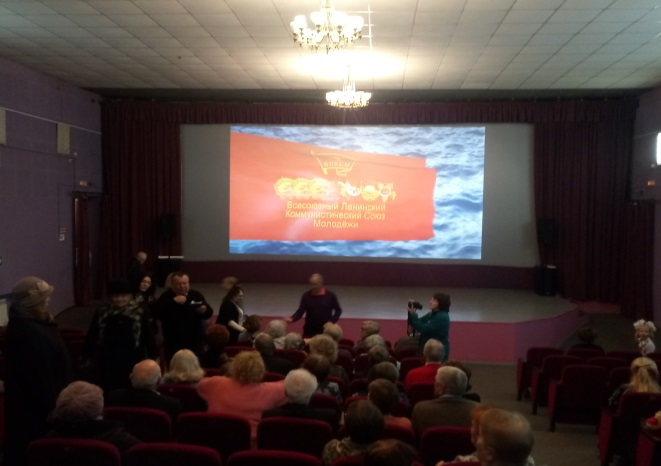 Всесоюзный Ленинский
Коммунистический Союз
Молодёжи